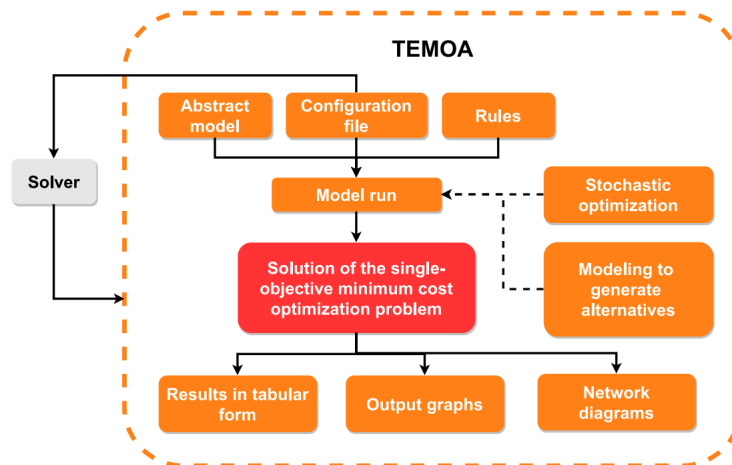 TEMOA
Abstract
model
Configuration
file
Rules
Solver
Model run
Stochastic
optimization
Solution of the single-
objective minimum cost
optimization problem
Modeling to
generate
alternatives
Results in tabular
form
Output graphs
Network
diagrams